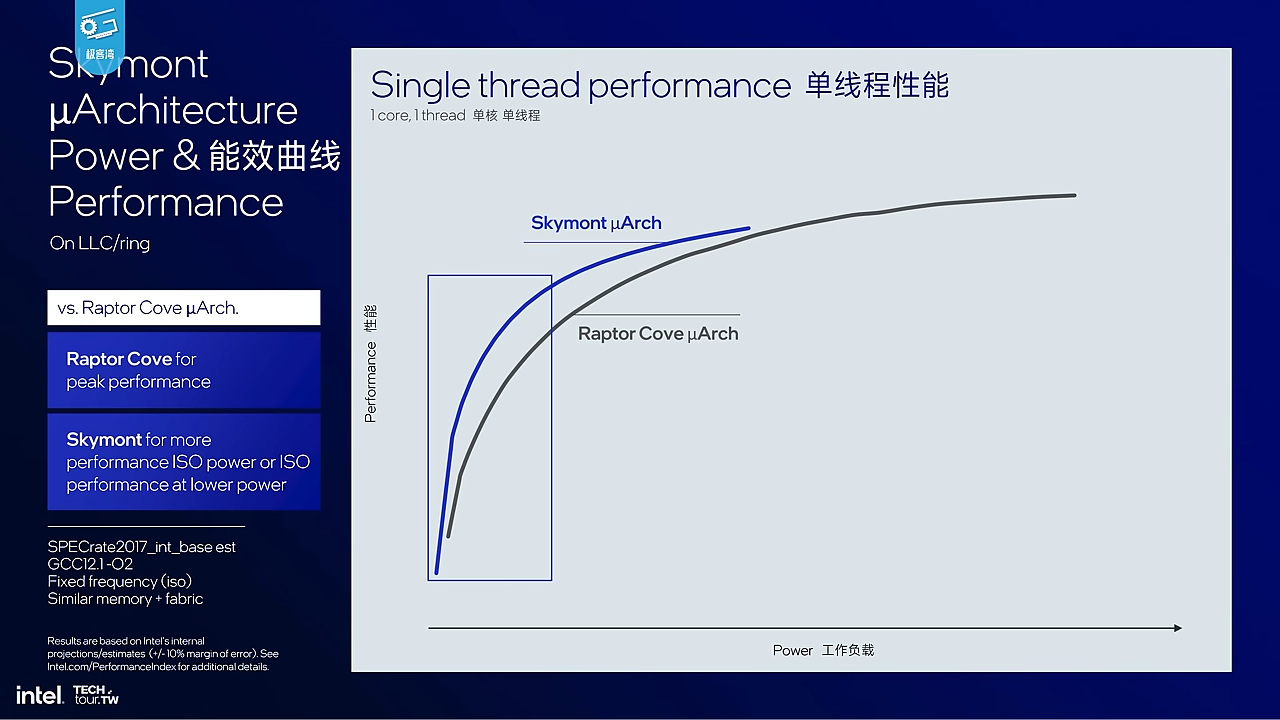 极客湾
Skymont
µArchitecture
Power & 能效曲线
Performance
On LLC/ring
vs. Raptor Cove µArch.
Raptor Cove for
peak performance
Skymont for more
performance ISO power or ISO
performance at lower power
SPECrate2017_int_base est
GCC12.1 -O2
Fixed frequency (iso)
Similar memory + fabric
Results are based on Intel's internal
projections/estimates (+/- 10% margin of error). See
Intel.com/PerformanceIndex for additional details.
intel.
TECH
tour.TW
Single thread performance 单线程性能
1 core, 1 thread 单核 单线程
Skymont µArch
Raptor Cove µArch
Performance 性能
Power 工作负载